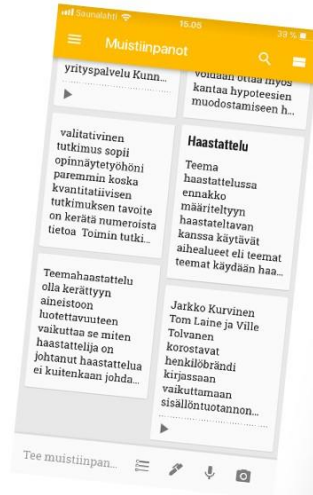 Saunalahti
15.06
39 %
Muistiinpanot
yrityspalvelu Kunn...
voidaan ottaa myös
kantaa hypoteesien
muodostamiseen h...
valitativinen
tutkimus sopii
opinnäytetyöhöni
paremmin koska
kvantitatiivisen
tutkimuksen tavoite
on kerätä numeroista
tietoa Toimin tutki...
Haastattelu
Teema
haastattelussa
ennakko
määriteltyyn
haastateltavan
kanssa käytävät
aihealueet eli teemat
teemat käydään haa...
Teemahaastattelu
olla kerättyyn
aineistoon
luotettavuuteen
vaikuttaa se miten
haastattelija on
johtanut haastattelua
ei kuitenkaan johda...
Jarkko Kurvinen
Tom Laine ja Ville
Tolvanen
korostavat
henkilöbrändi
kirjassaan
vaikuttamaan
sisällöntuotannon...
Tee muistiinpan...